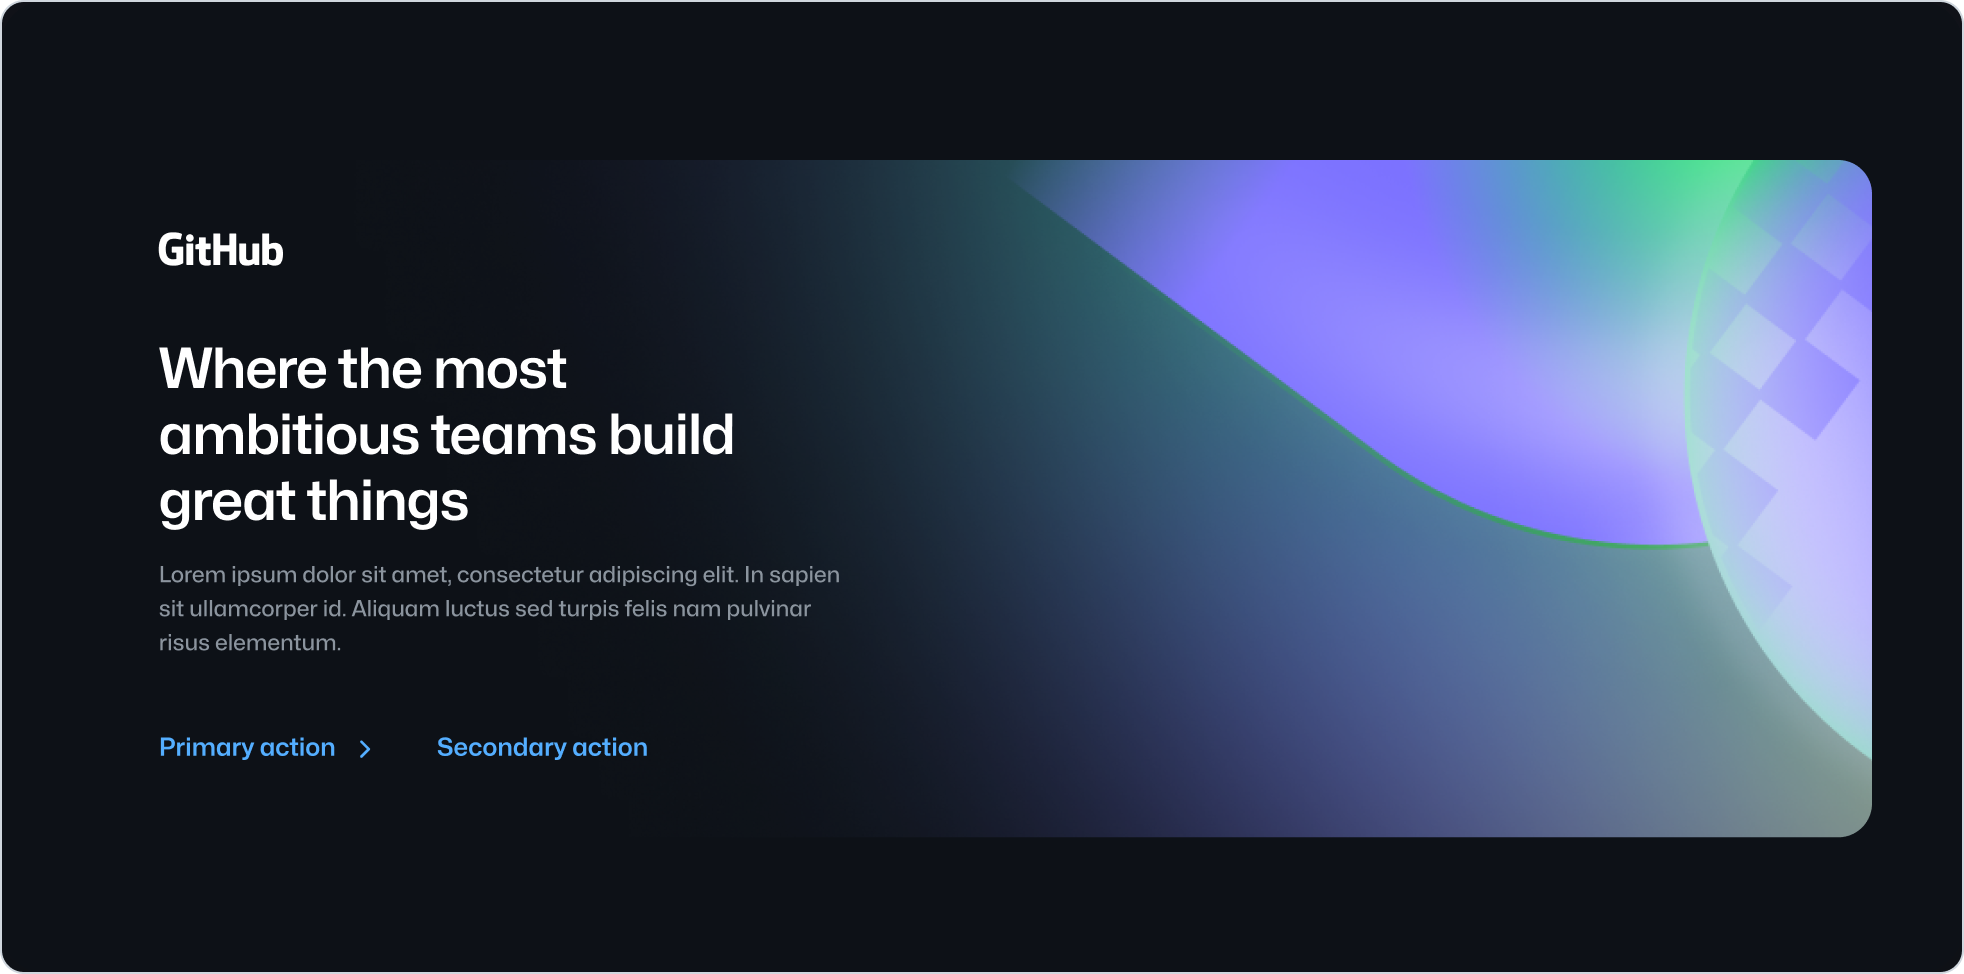 GitHub
Where the most
ambitious teams build
great things
Lorem ipsum dolor sit amet, consectetur adipiscing elit. In sapien
sit ullamcorper id. Aliquam luctus sed turpis felis nam pulvinar
risus elementum.
Primary action
Secondary action